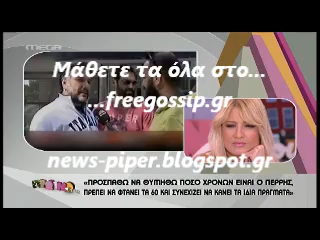 MEGA
Μάθετε τα όλα στο...
...freegossip.gr
news-piper.blogspot.gr
«ΠΡΟΣΠΑΘΩ ΝΑ ΘΥΜΗΘΩ ΠΟΣΟ ΧΡΟΝΩΝ ΕΙΝΑΙ Ο ΠΕΡΡΗΣ,
ΠΡΕΠΕΙ ΝΑ ΦΤΑΝΕΙ ΤΑ 60 ΚΑΙ ΣΥΝΕΧΙΖΕΙ ΝΑ ΚΑΝΕΙ ΤΑ ΙΔΙΑ ΠΡΑΓΜΑΤΑ»